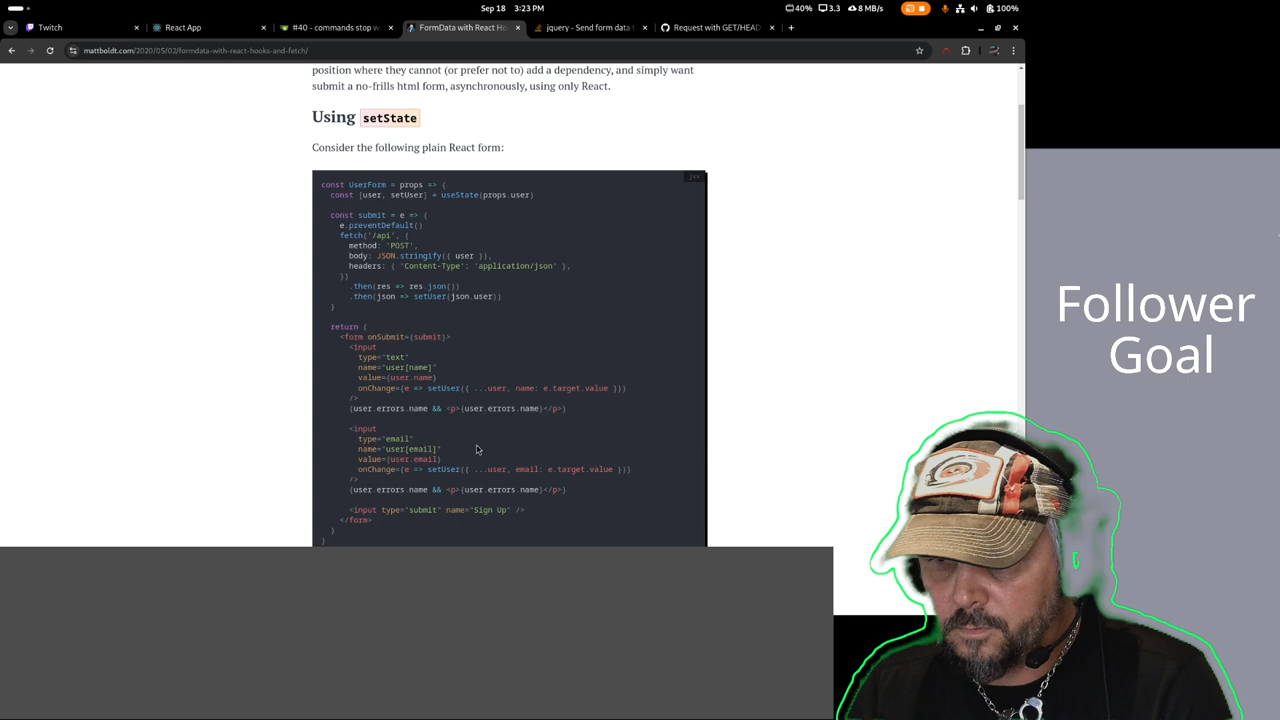 Sep 18 3:23 PM
40% 3.3 8 MB/s 100%
Twitch
React App
#40 - commands stop w
FormData with React Ho
jquery - Send form data t
Request with GET/HEAD
mattboldt.com/2020/05/02/formdata-with-react-hooks-and-fetch/
position where they cannot (or prefer not to) add a dependency, and simply want
submit a no-frills html form, asynchronously, using only React.
Using setState
Consider the following plain React form:
jsx
const UserForm = props => {
const [user, setUser] = useState(props.user)
const submit = e => {
e.preventDefault()
fetch('/api', {
method: 'POST',
body: JSON.stringify({ user }),
headers: { 'Content-Type': 'application/json' },
})
.then(res => res.json())
.then(json => setUser(json.user))
}
return (
<form onSubmit={submit}>
<input
type="text"
name="user[name]"
value={user.name}
onChange={e => setUser({ ...user, name: e.target.value })}
/>
{user.errors.name && <p>{user.errors.name}</p>}
<input
type="email"
name="user[email]"
value={user.email}
onChange={e => setUser({ ...user, email: e.target.value })}
/>
{user.errors.name && <p>{user.errors.name}</p>}
<input type="submit" name="Sign Up" />
</form>
)
}
Follower
Goal